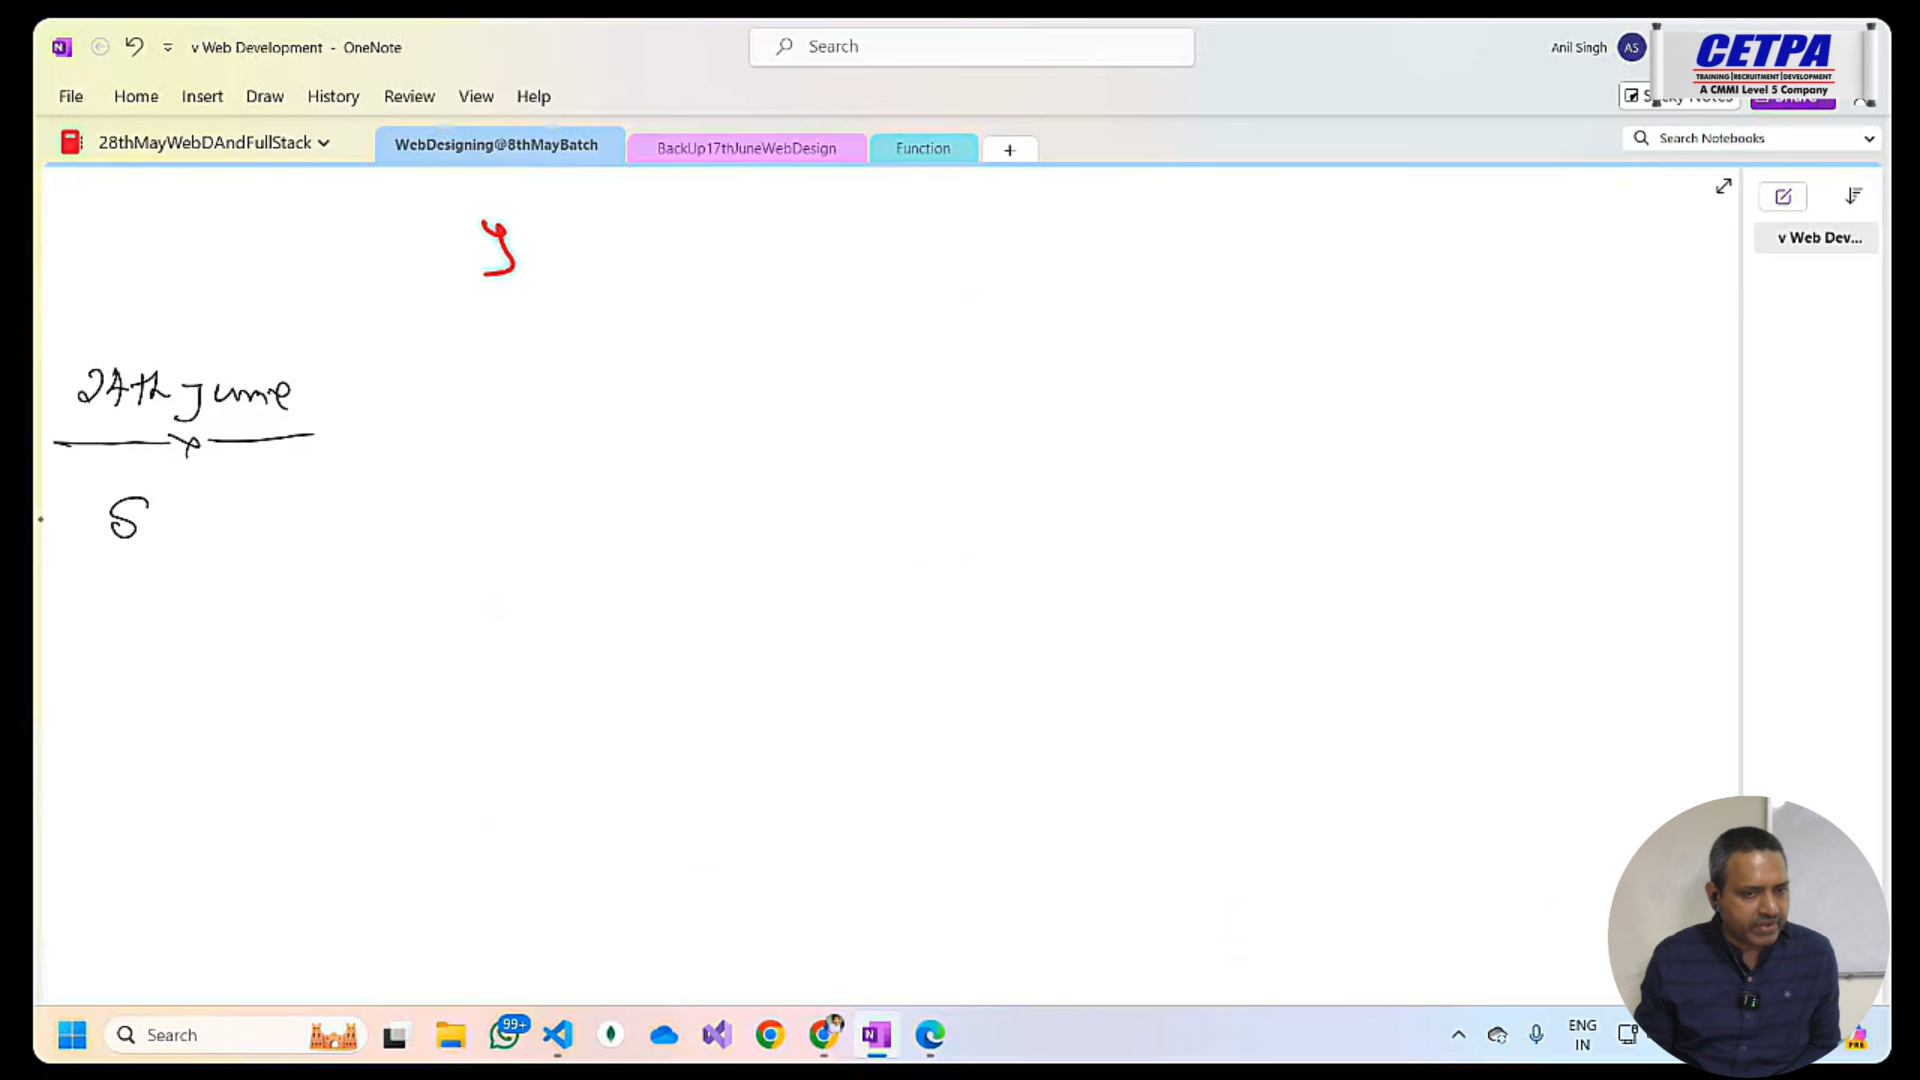 v Web Development - OneNote
Search
Anil Singh
AS
CETPA
TRAINING|RECRUITMENT|DEVELOPMENT
A CMMI Level 5 Company
File Home Insert Draw History Review View Help
28thMayWebDAndFullStack
WebDesigning@8thMayBatch
BackUp17thJuneWebDesign
Function
+
Search Notebooks
v Web Dev...
24th June
S
Search
99+
ENG
IN
PRE